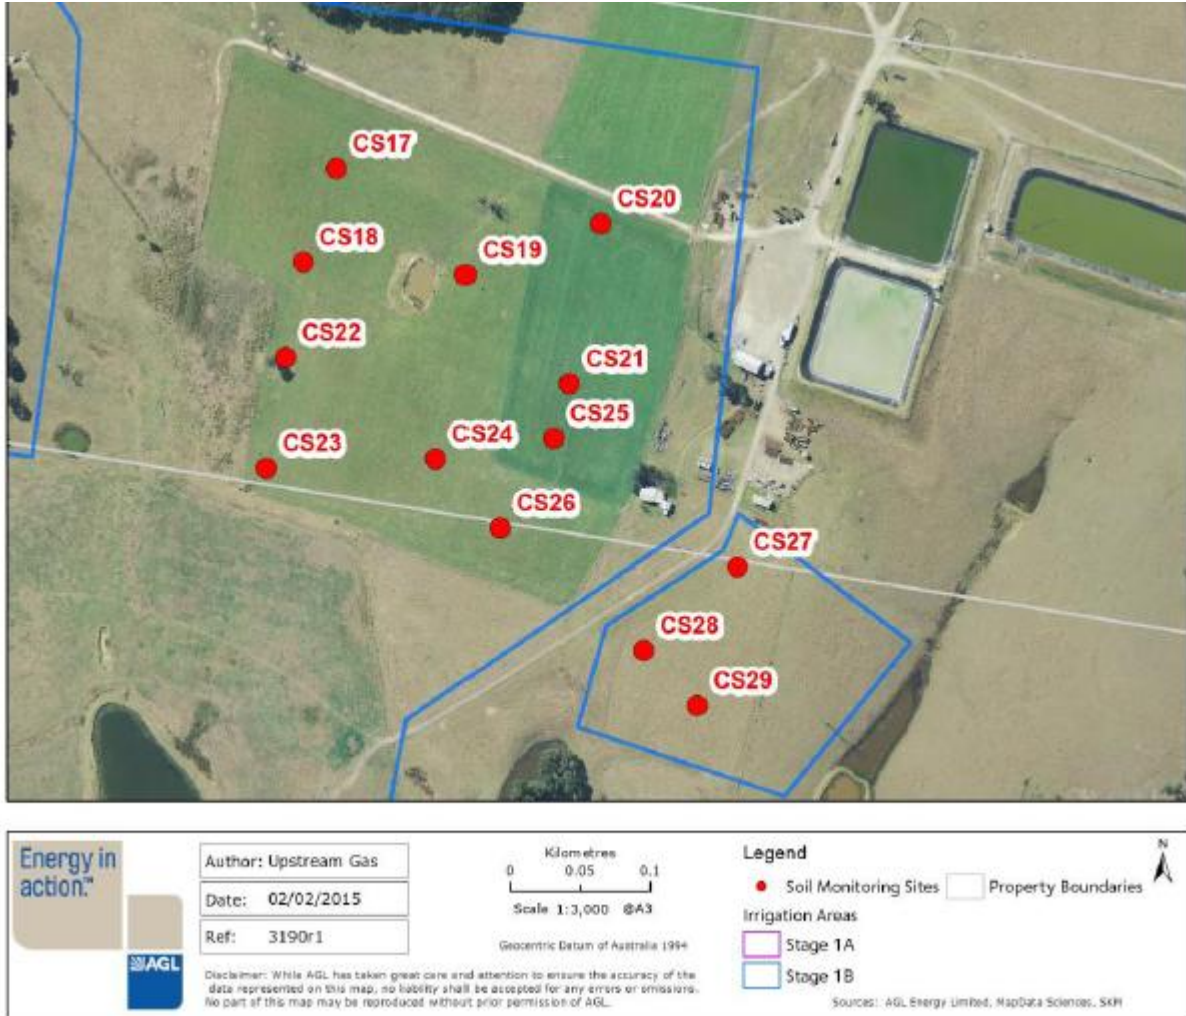 CS17
CS20
CS18
CS19
CS22
CS21
CS25
CS24
CS23
CS26
CS27
CS28
CS29
Energy in
action.™
AGL
Author: Upstream Gas
Date: 02/02/2015
Ref: 3190r1
Kilometres
0 0.05 0.1
Scale 1:3,000 @A3
Geocentric Datum of Australia 1994
Disclaimer: While AGL has taken great care and attention to ensure the accuracy of the
data represented on this map, no liability shall be accepted for any errors or omissions.
No part of this map may be reproduced without prior permission of AGL.
Legend
Soil Monitoring Sites
Property Boundaries
Irrigation Areas
Stage 1A
Stage 1B
N
Sources: AGL Energy Limited, MapData Sciences, SKM